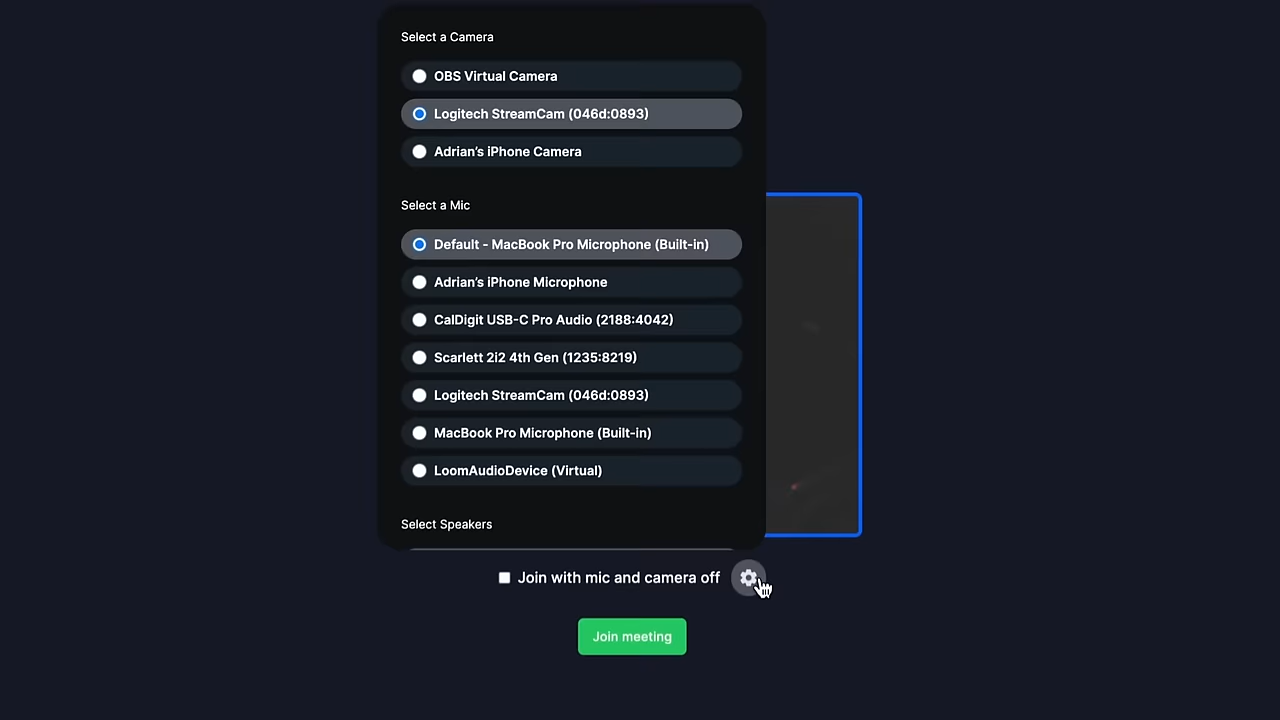 Select a Camera
OBS Virtual Camera
Logitech StreamCam (046d:0893)
Adrian’s iPhone Camera
Select a Mic
Default - MacBook Pro Microphone (Built-in)
Adrian’s iPhone Microphone
CalDigit USB-C Pro Audio (2188:4042)
Scarlett 2i2 4th Gen (1235:8219)
Logitech StreamCam (046d:0893)
MacBook Pro Microphone (Built-in)
LoomAudioDevice (Virtual)
Select Speakers
Join with mic and camera off
Join meeting